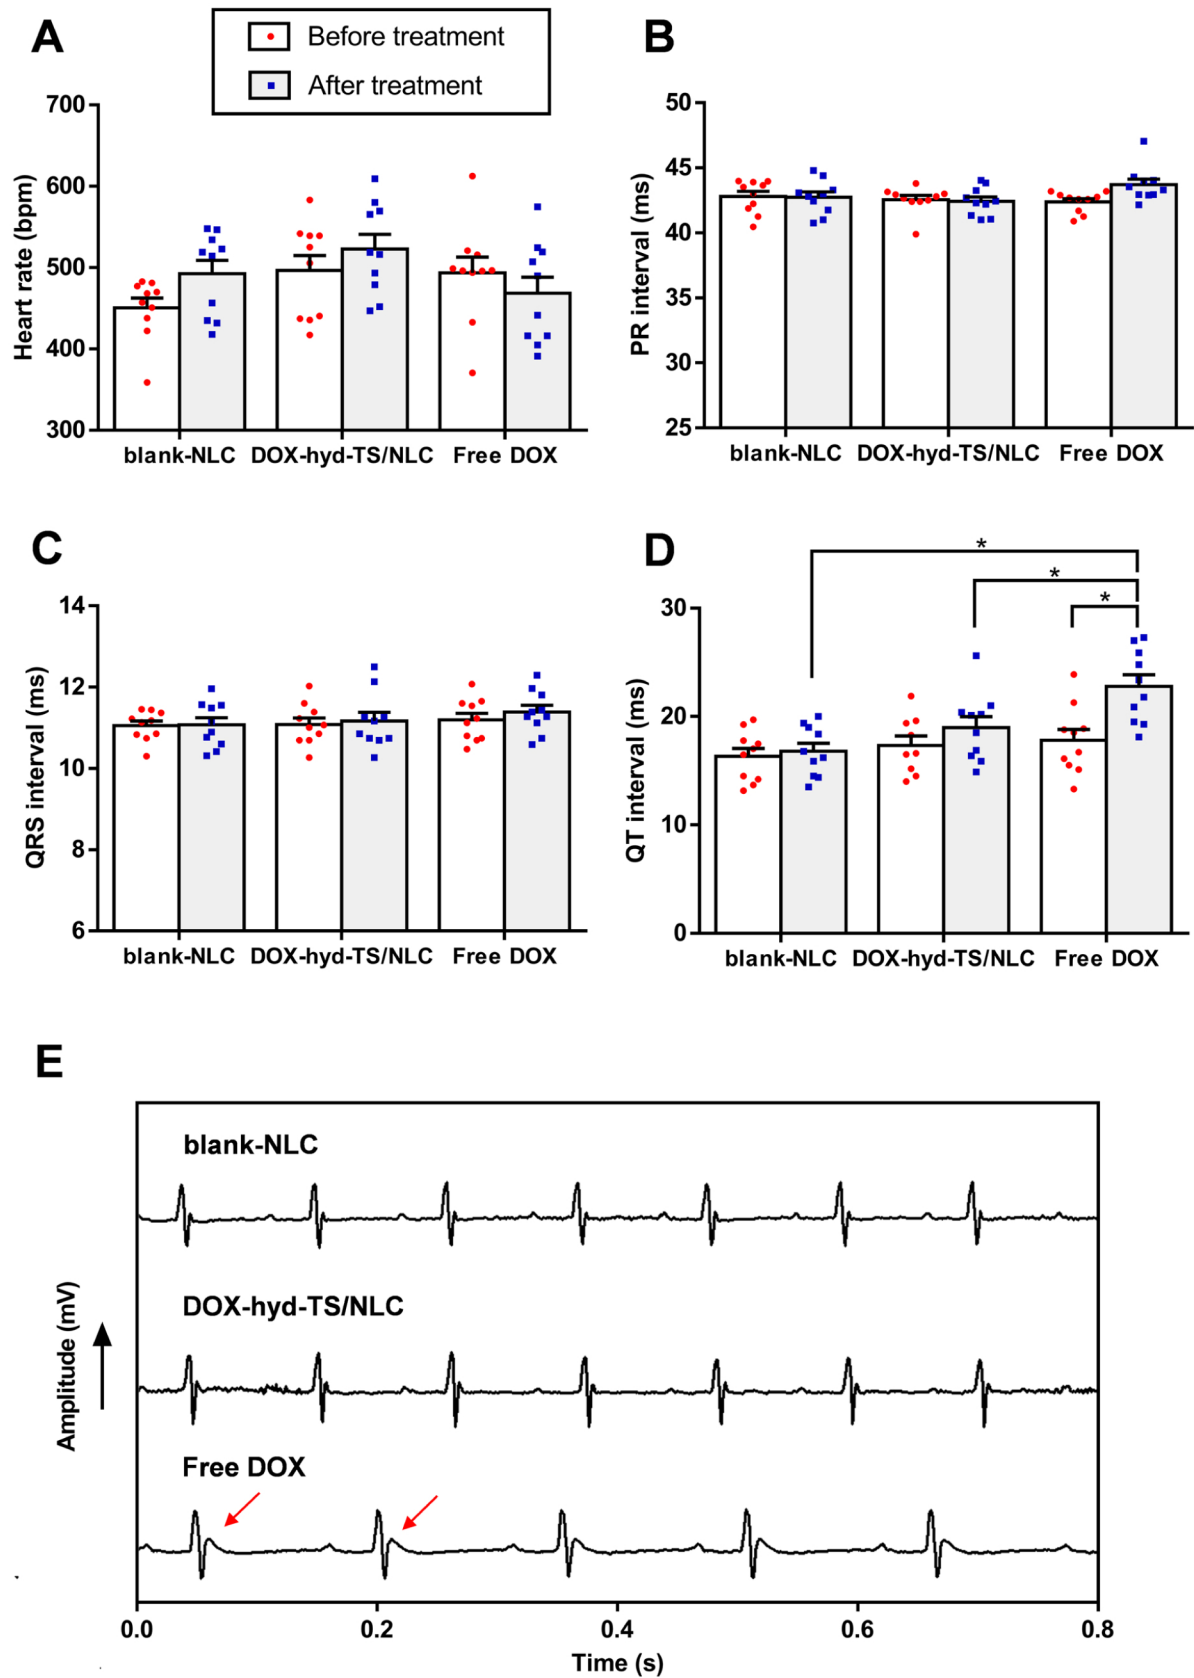 A
Before treatment
After treatment
Heart rate (bpm)
700
600
500
400
300
blank-NLC DOX-hyd-TS/NLC Free DOX
B
PR interval (ms)
50
45
40
35
30
25
blank-NLC DOX-hyd-TS/NLC Free DOX
C
QRS interval (ms)
14
12
10
8
6
blank-NLC DOX-hyd-TS/NLC Free DOX
D
*
*
*
QT interval (ms)
30
20
10
0
blank-NLC DOX-hyd-TS/NLC Free DOX
E
blank-NLC
DOX-hyd-TS/NLC
Free DOX
Amplitude (mV)
0.0 0.2 0.4 0.6 0.8
Time (s)